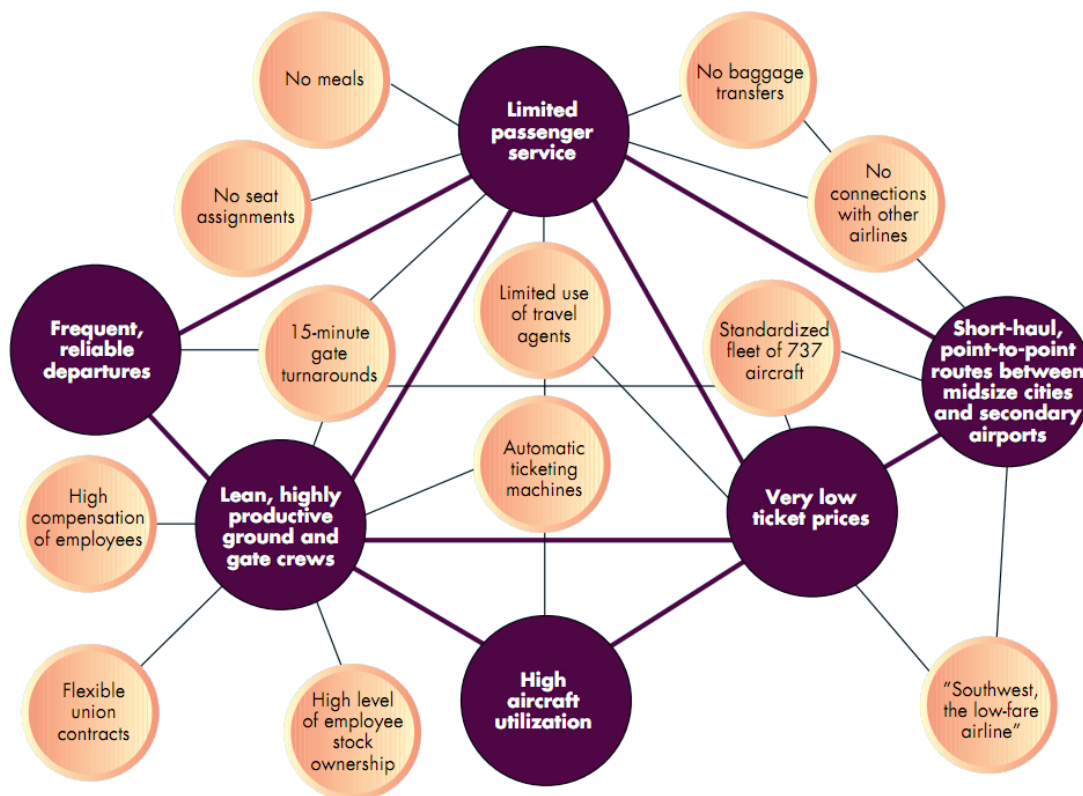 No meals
Limited
passenger
service
No baggage
transfers
No seat
assignments
No
connections
with other
airlines
Frequent,
reliable
departures
15-minute
gate
turnarounds
Limited use
of travel
agents
Standardized
fleet of 737
aircraft
Short-haul,
point-to-point
routes between
midsize cities
and secondary
airports
High
compensation
of employees
Lean, highly
productive
ground and
gate crews
Automatic
ticketing
machines
Very low
ticket prices
Flexible
union
contracts
High level
of employee
stock
ownership
High
aircraft
utilization
“Southwest,
the low-fare
airline”